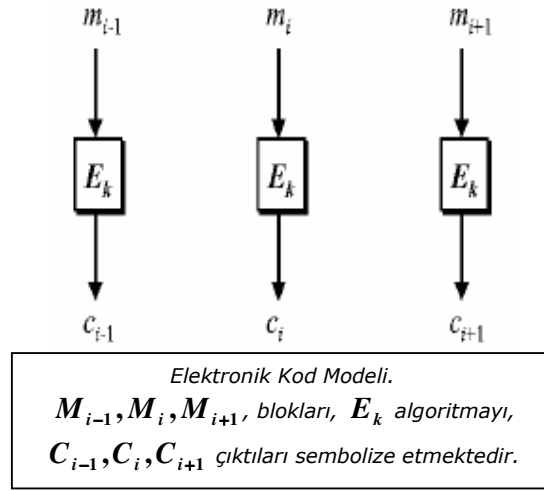 m_{i-1} m_i m_{i+1}
E_k E_k E_k
c_{i-1} c_i c_{i+1}
Elektronik Kod Modeli.
M_{i-1}, M_i, M_{i+1}, blokları, E_k algoritmayı,
C_{i-1}, C_i, C_{i+1} çıktıları sembolize etmektedir.